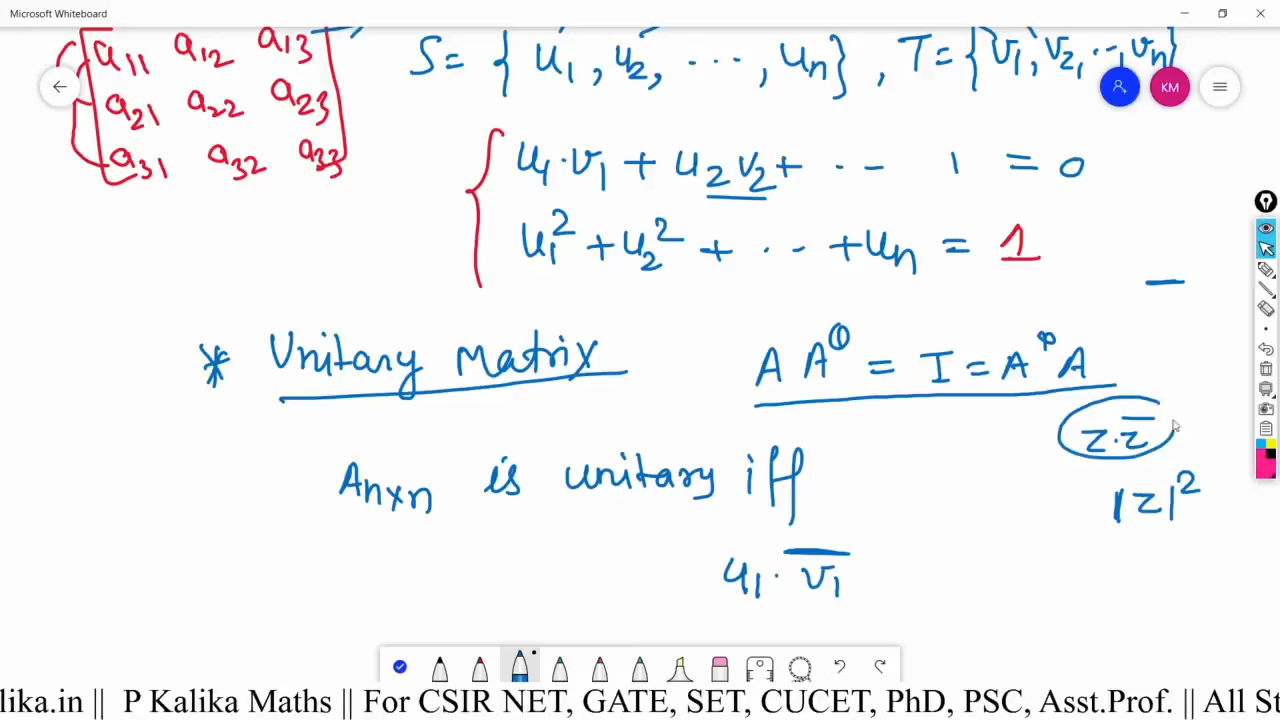 Microsoft Whiteboard
a11 a12 a13
a21 a22 a23
a31 a32 a33
S = { u1, u2, ..., un }, T = { v1, v2, .., vn }
KM
u1·v1 + u2v2 + ·· – 1 = 0
u1² + u2² + ·· + un = 1
* Unitary Matrix A A^Θ = I = A^Θ A
z·z̅
|z|²
Anxn is unitary iff
u1· v̅1
lika.in || P Kalika Maths || For CSIR NET, GATE, SET, CUCET, PhD, PSC, Asst.Prof. || All St